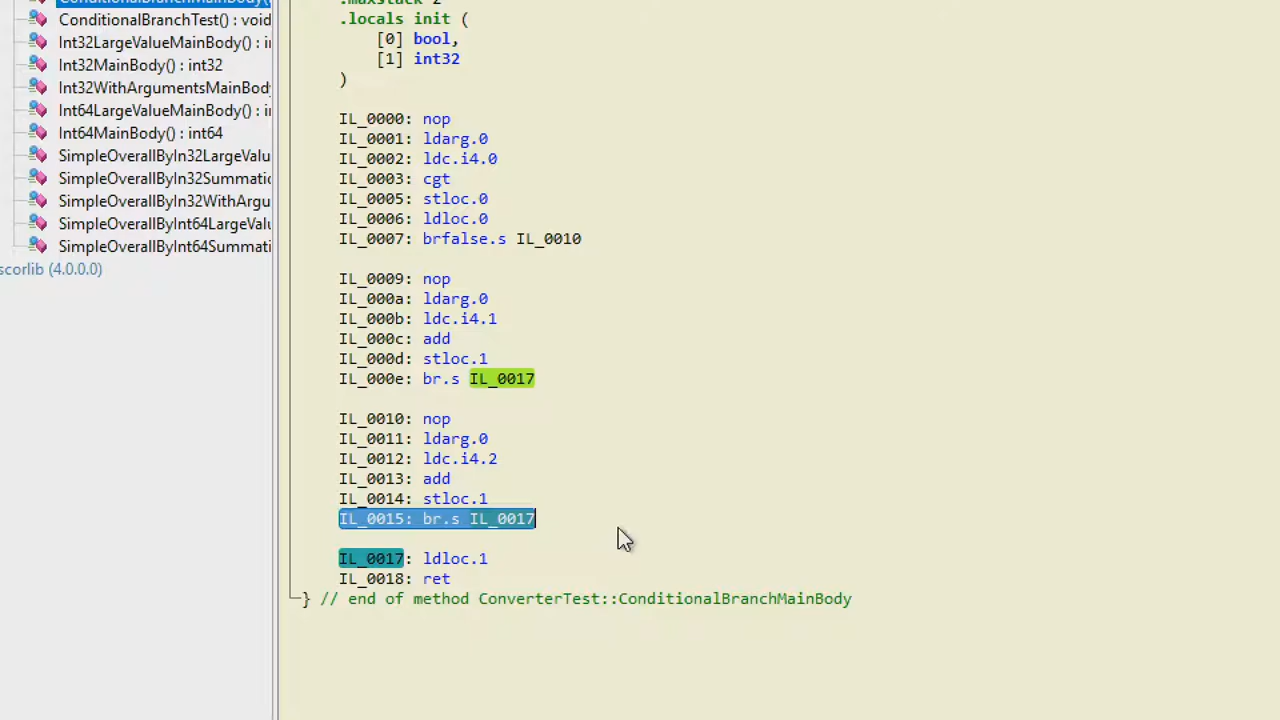 ConditionalBranchMainBody(
ConditionalBranchTest() : void
Int32LargeValueMainBody() : i
Int32MainBody() : int32
Int32WithArgumentsMainBod
Int64LargeValueMainBody() : i
Int64MainBody() : int64
SimpleOverallByIn32LargeValu
SimpleOverallByIn32Summatio
SimpleOverallByIn32WithArgu
SimpleOverallByInt64LargeValu
SimpleOverallByInt64Summati
scorlib (4.0.0.0)
.maxstack 2
.locals init (
[0] bool,
[1] int32
)
IL_0000: nop
IL_0001: ldarg.0
IL_0002: ldc.i4.0
IL_0003: cgt
IL_0005: stloc.0
IL_0006: ldloc.0
IL_0007: brfalse.s IL_0010
IL_0009: nop
IL_000a: ldarg.0
IL_000b: ldc.i4.1
IL_000c: add
IL_000d: stloc.1
IL_000e: br.s IL_0017
IL_0010: nop
IL_0011: ldarg.0
IL_0012: ldc.i4.2
IL_0013: add
IL_0014: stloc.1
IL_0015: br.s IL_0017
IL_0017: ldloc.1
IL_0018: ret
} // end of method ConverterTest::ConditionalBranchMainBody